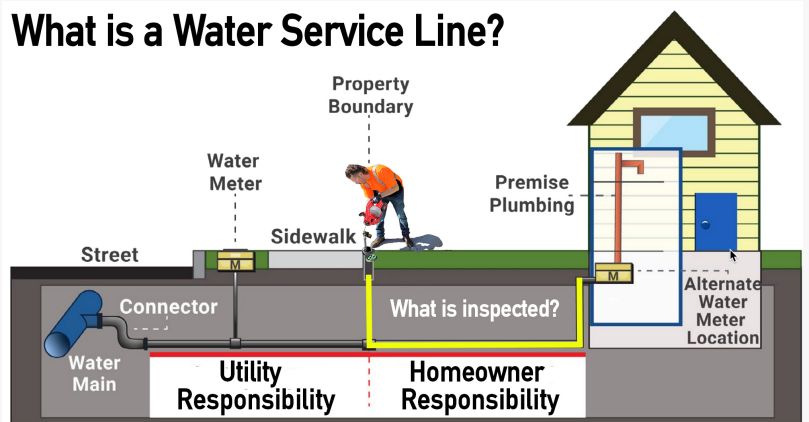 What is a Water Service Line?
Property
Boundary
Water
Meter
Premise
Plumbing
Sidewalk
Street
M
M
Alternate
Water
Meter
Location
Connector
What is inspected?
Water
Main
Utility
Responsibility
Homeowner
Responsibility